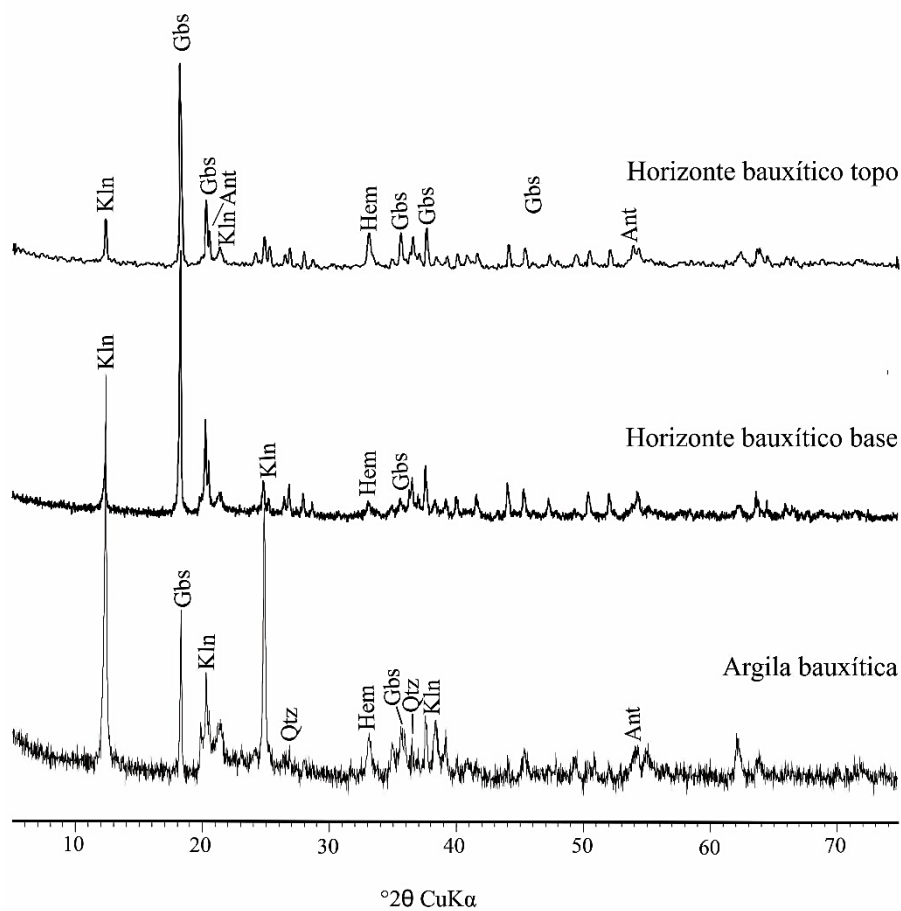 Gbs
Kln
Gbs
Ant
Kln
Hem
Gbs
Gbs
Gbs
Ant
Horizonte bauxítico topo
Kln
Kln
Hem
Gbs
Horizonte bauxítico base
Gbs
Kln
Qtz
Hem
Gbs
Qtz
Kln
Ant
Argila bauxítica
10 20 30 40 50 60 70
°2θ CuKα